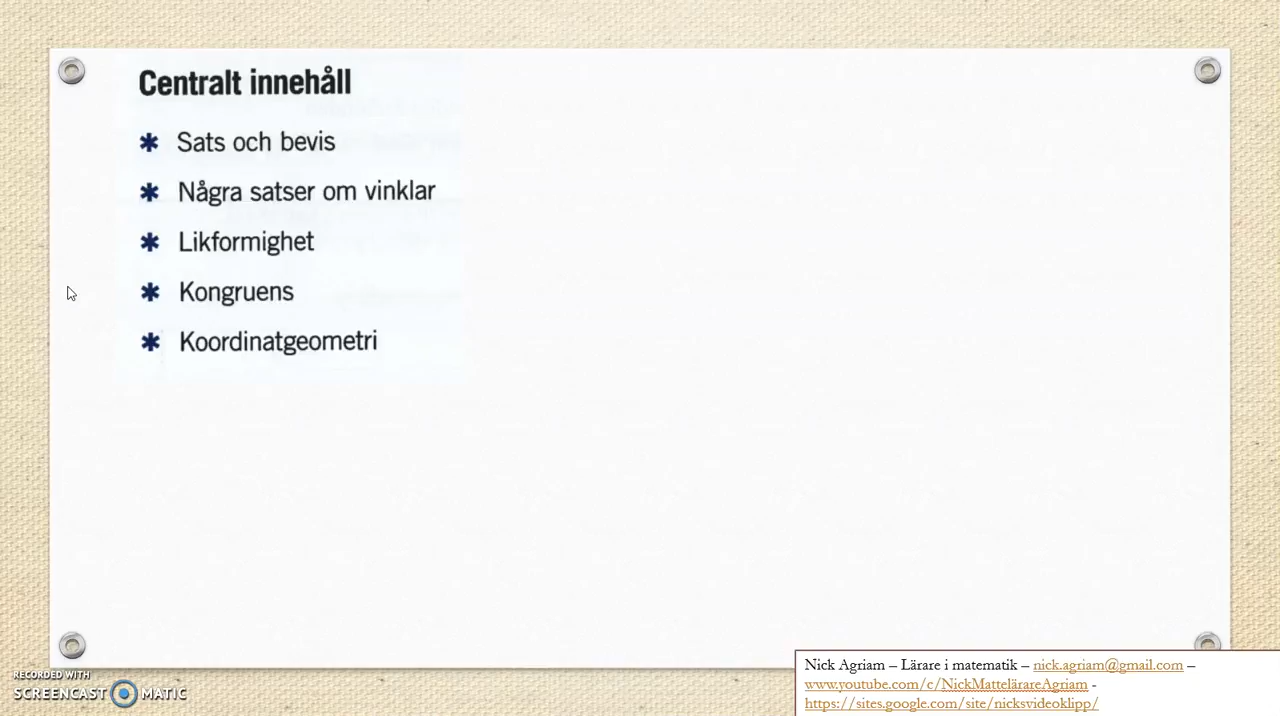 Centralt innehåll
✱ Sats och bevis
✱ Några satser om vinklar
✱ Likformighet
✱ Kongruens
✱ Koordinatgeometri
Nick Agriam – Lärare i matematik – nick.agriam@gmail.com –
www.youtube.com/c/NickMattelärareAgriam -
https://sites.google.com/site/nicksvideoklipp/
RECORDED WITH
SCREENCAST MATIC